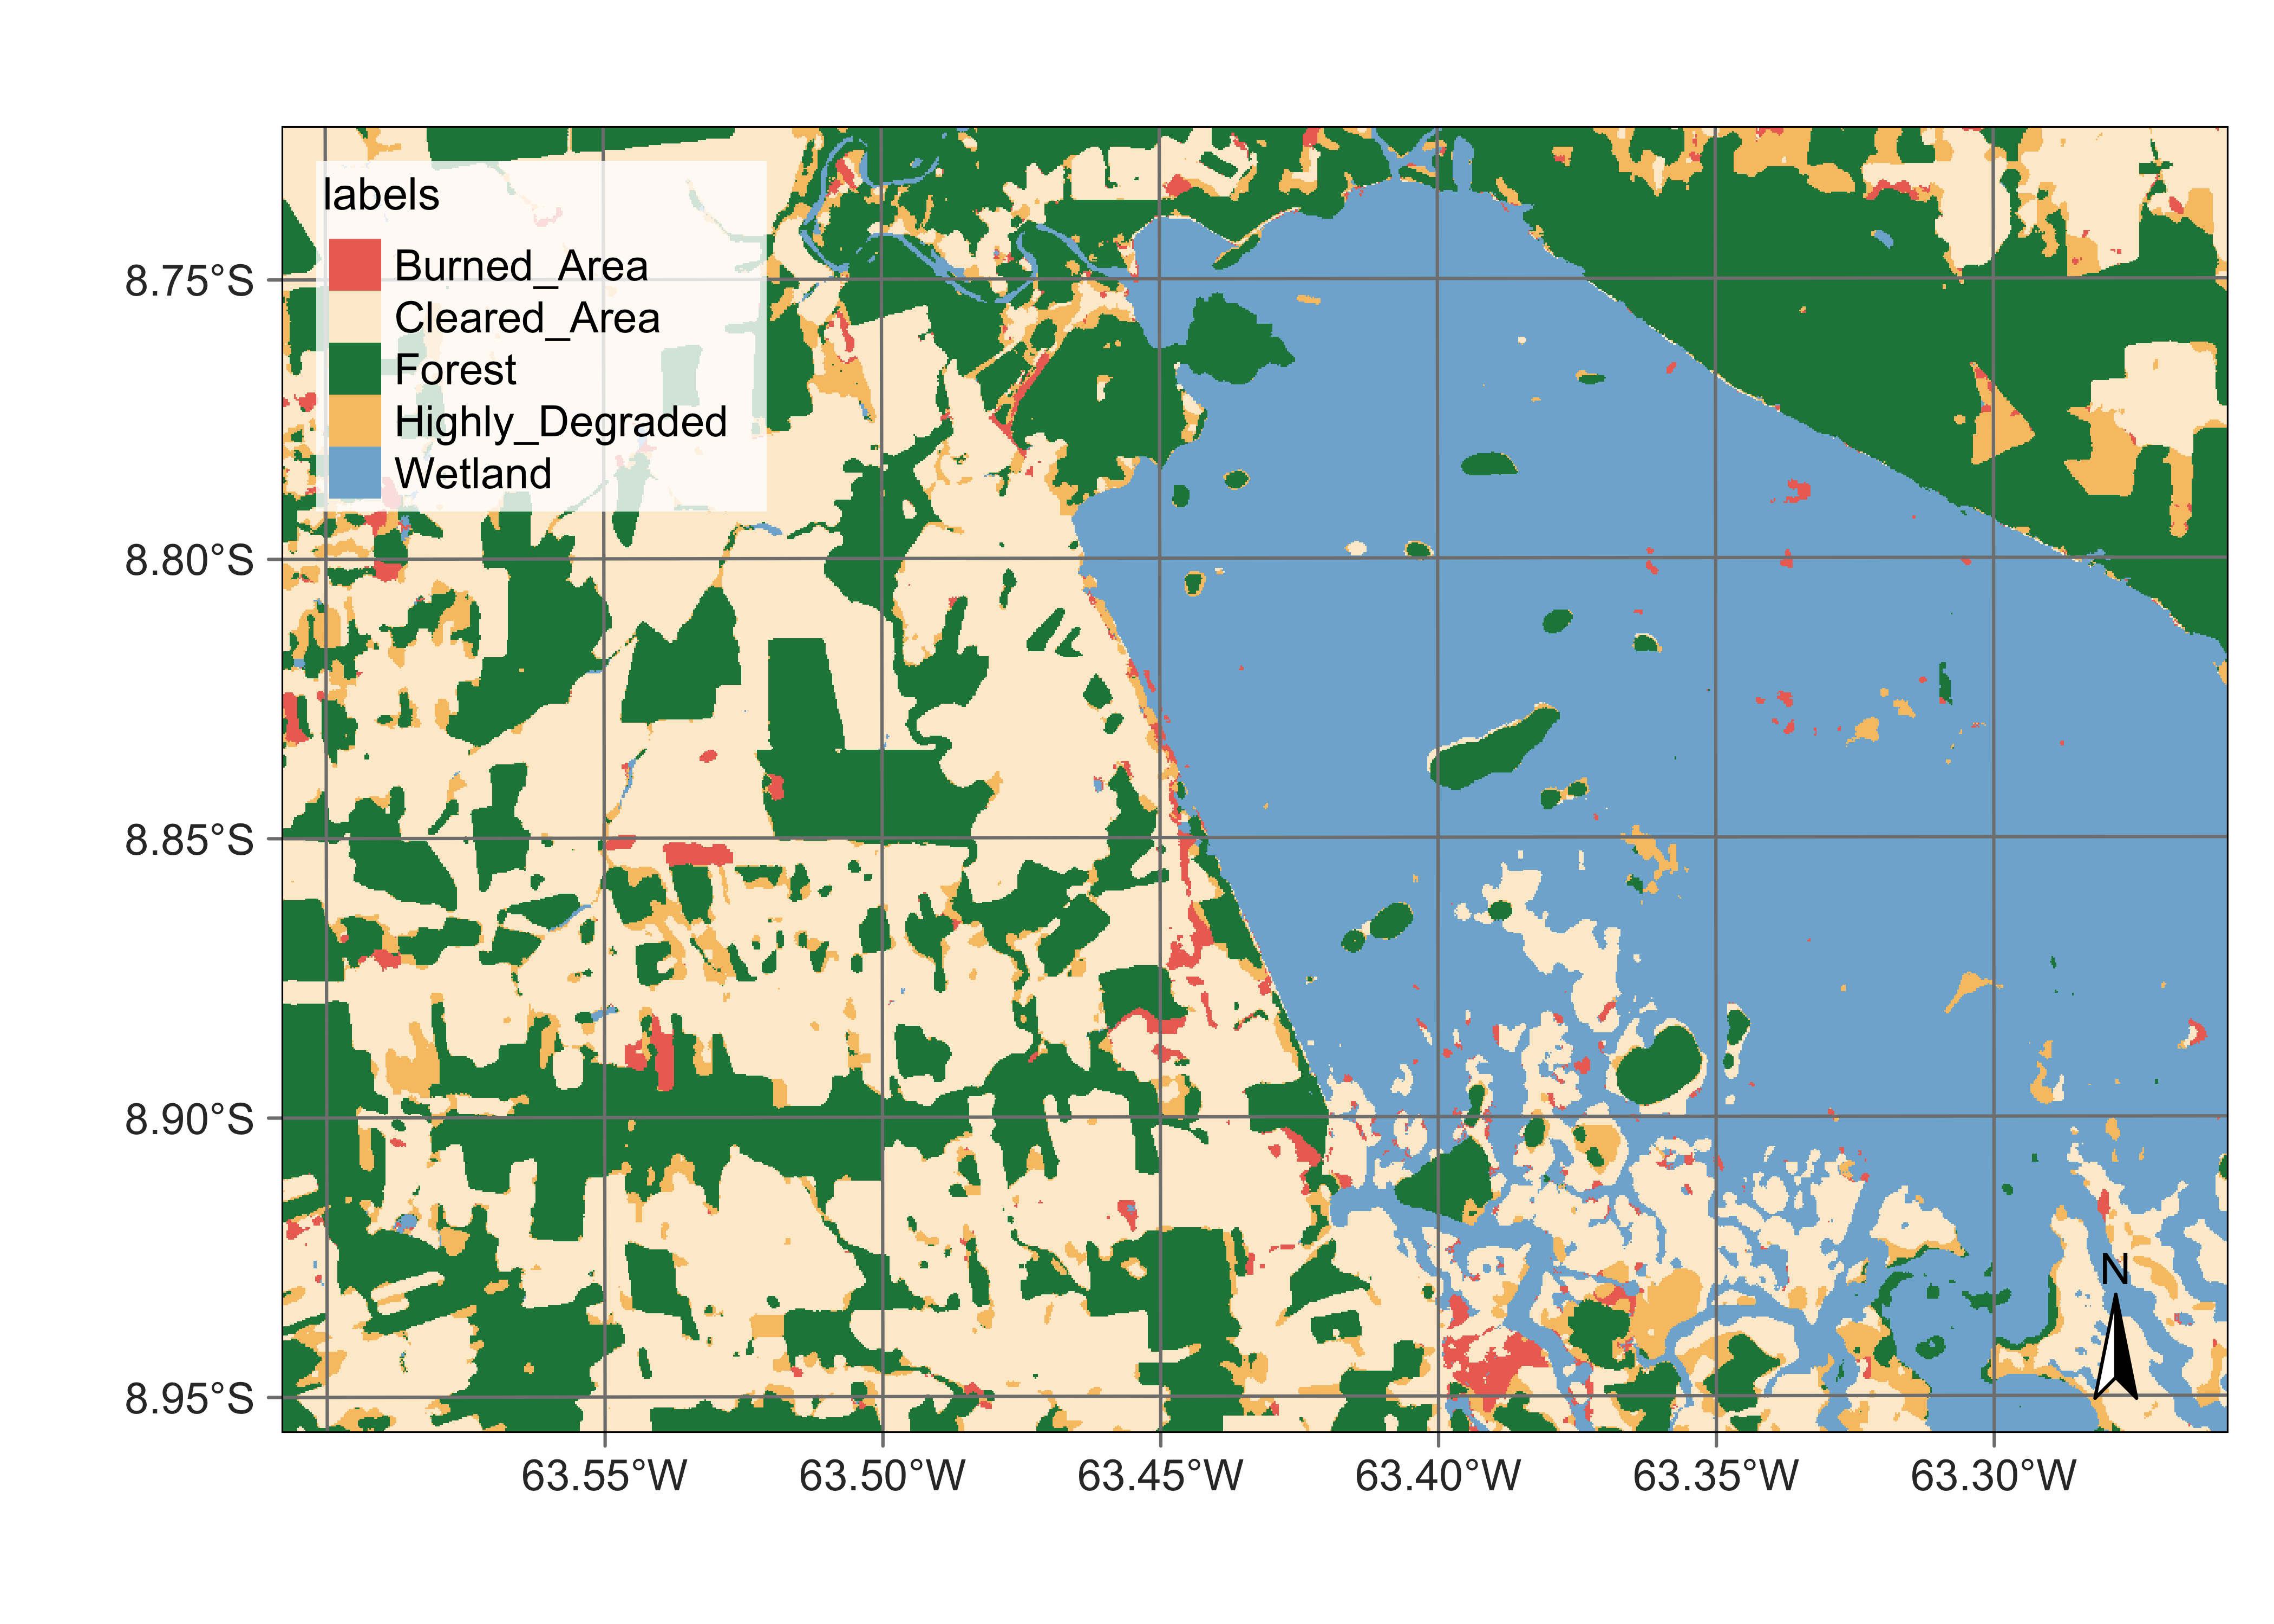 labels
Burned_Area
Cleared_Area
Forest
Highly_Degraded
Wetland
8.75°S
8.80°S
8.85°S
8.90°S
8.95°S
N
63.55°W
63.50°W
63.45°W
63.40°W
63.35°W
63.30°W